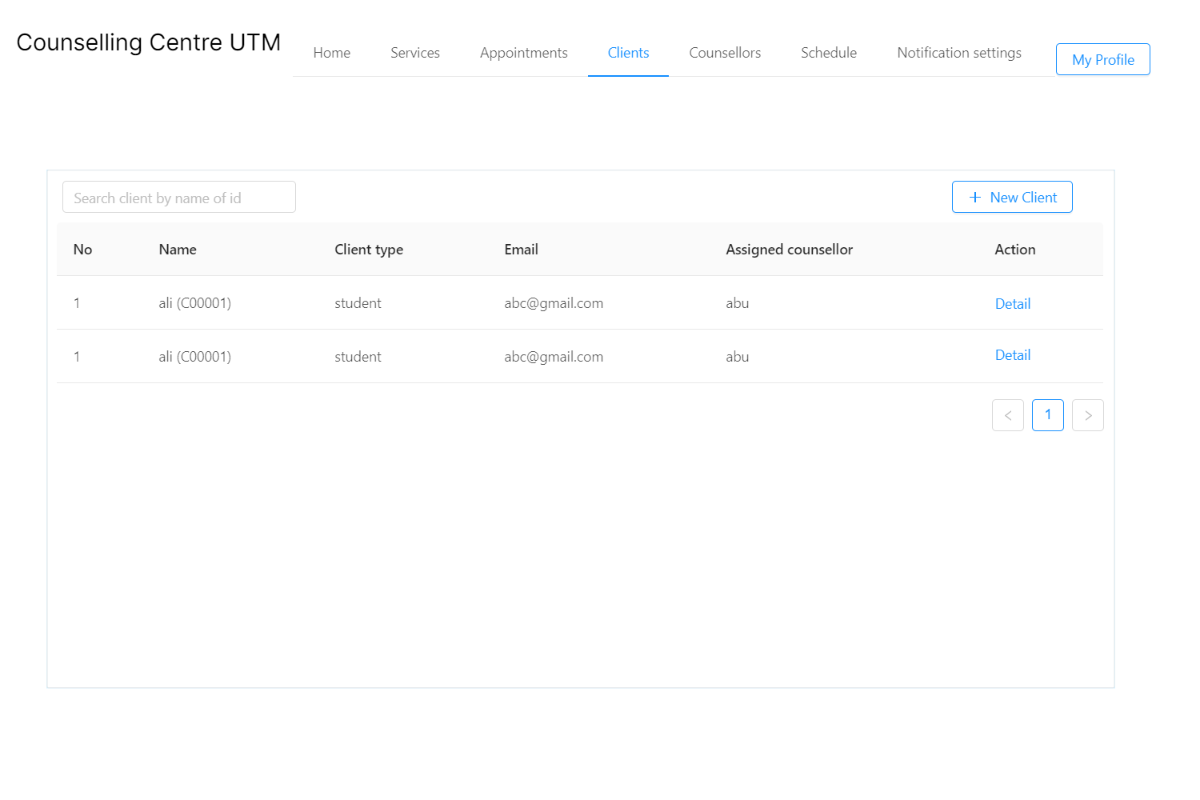 Counselling Centre UTM
Home Services Appointments Clients Counsellors Schedule Notification settings My Profile
Search client by name of id + New Client
No Name Client type Email Assigned counsellor Action
1 ali (C00001) student abc@gmail.com abu Detail
1 ali (C00001) student abc@gmail.com abu Detail
< 1 >